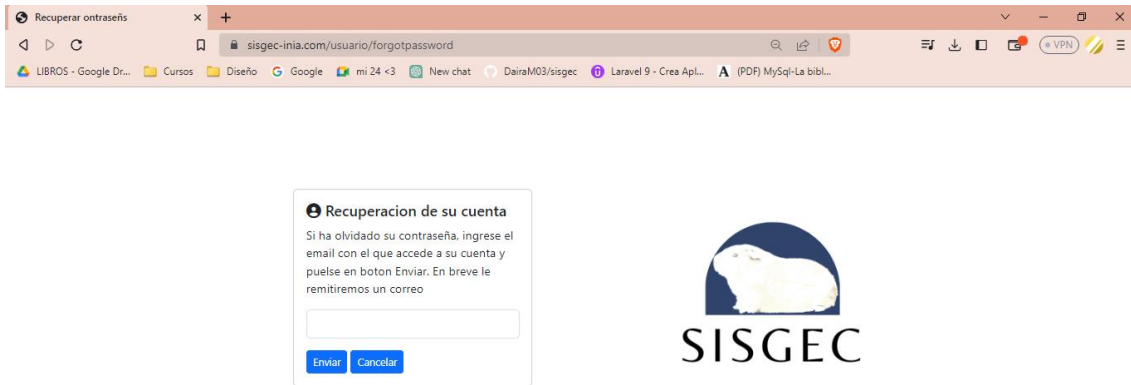 Recuperar ontraseñs
sisgec-inia.com/usuario/forgotpassword
VPN
LIBROS - Google Dr... Cursos Diseño Google mi 24 <3 New chat DairaM03/sisgec Laravel 9 - Crea Apl... (PDF) MySql-La bibl...
Recuperacion de su cuenta
Si ha olvidado su contraseña, ingrese el
email con el que accede a su cuenta y
puelse en boton Enviar. En breve le
remitiremos un correo
Enviar Cancelar
SISGEC